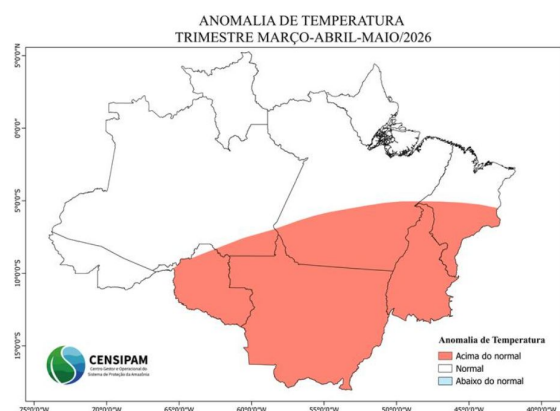 ANOMALIA DE TEMPERATURA
TRIMESTRE MARÇO-ABRIL-MAIO/2026
5°0'0"N
0°0'0"
5°0'0"S
10°0'0"S
15°0'0"S
75°0'0"W
70°0'0"W
65°0'0"W
60°0'0"W
55°0'0"W
50°0'0"W
45°0'0"W
40°0'0"W
CENSIPAM
Centro Gestor e Operacional do
Sistema de Proteção da Amazônia
Anomalia de Temperatura
Acima do normal
Normal
Abaixo do normal